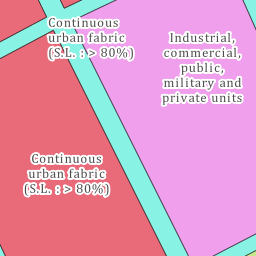 Continuous
urban fabric
(S.L. : > 80%)
Industrial,
commercial,
public,
military and
private units
Continuous
urban fabric
(S.L. : > 80%)